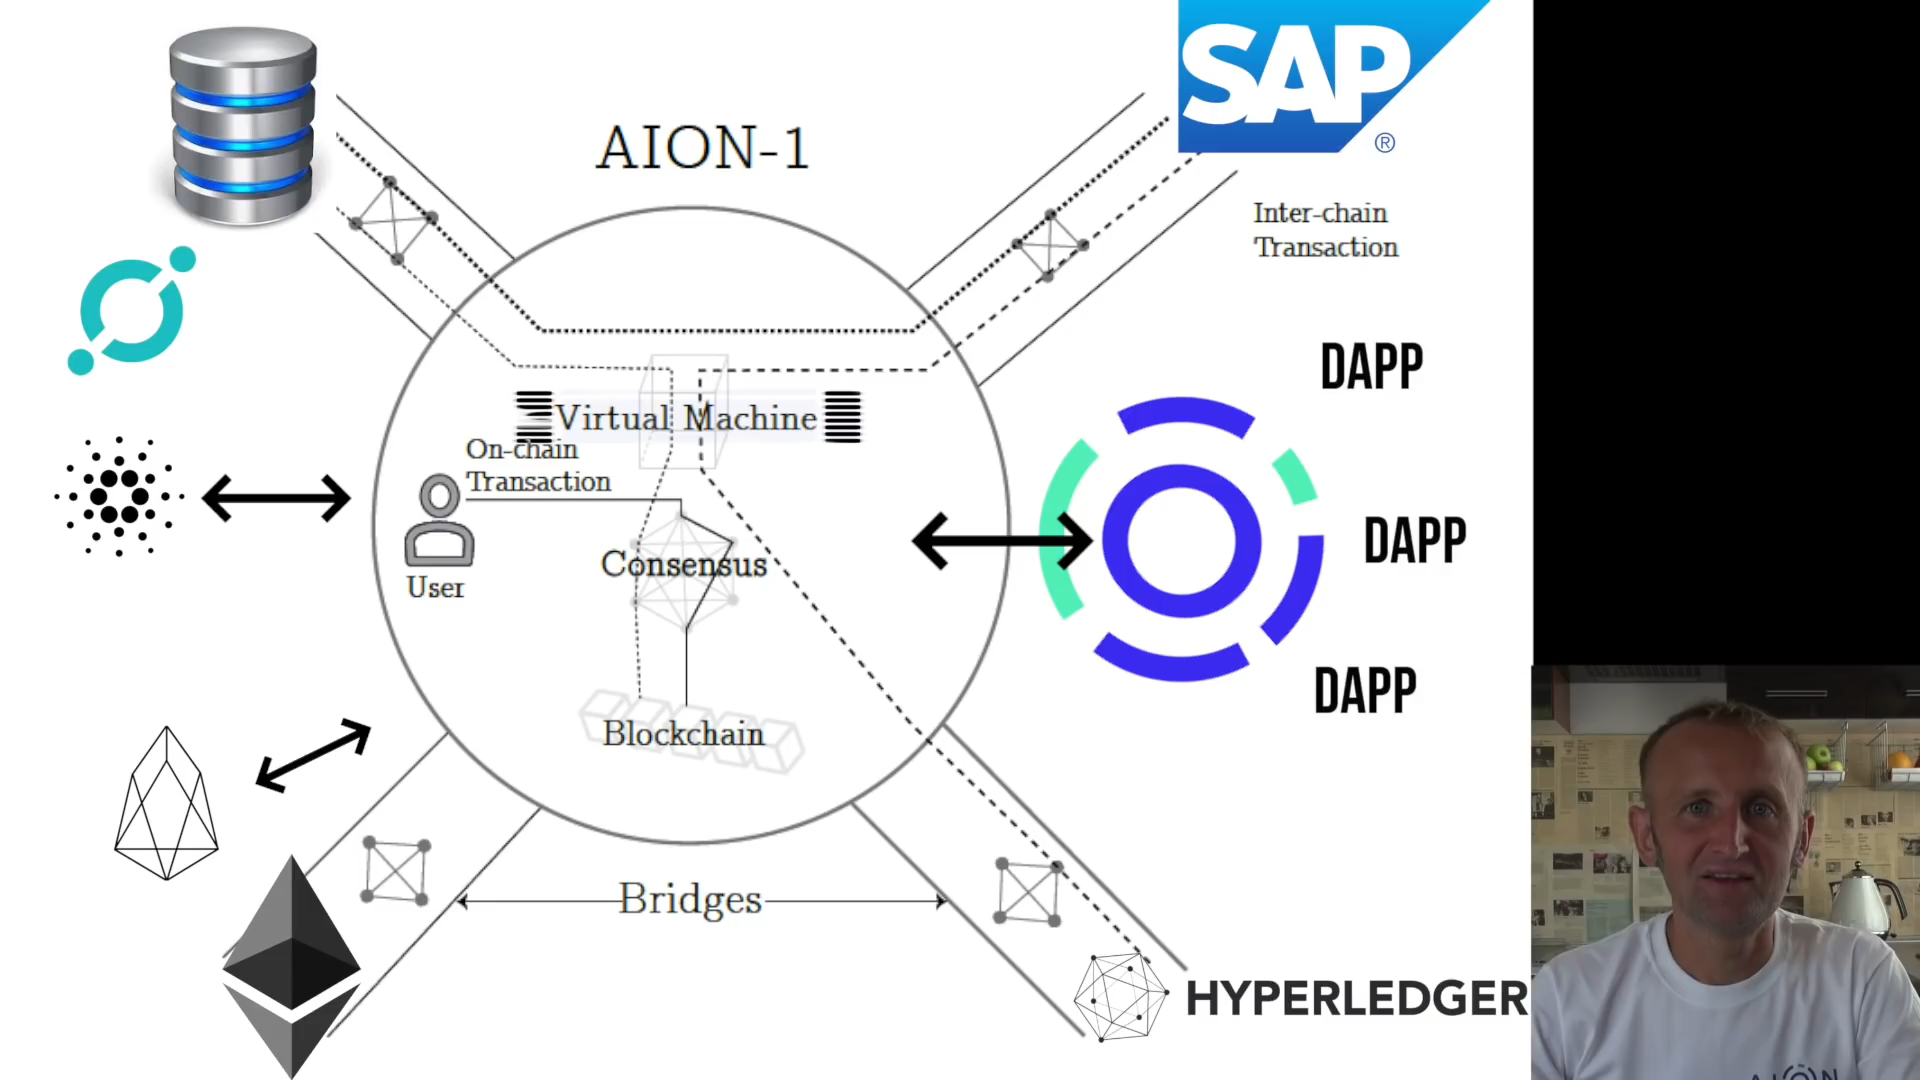 SAP
®
AION-1
Inter-chain
Transaction
DAPP
Virtual Machine
On-chain
Transaction
DAPP
Consensus
User
DAPP
Blockchain
Bridges
HYPERLEDGER
AION